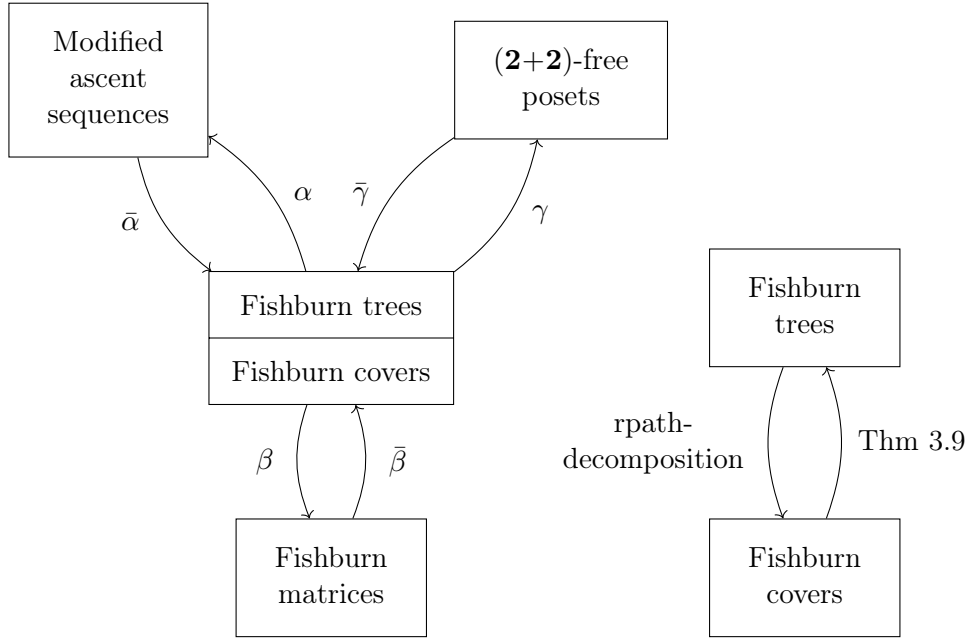 Modified
ascent
sequences
(2+2)-free
posets
ᾱ
α
γ̄
γ
Fishburn trees
Fishburn covers
β
β̄
Fishburn
matrices
Fishburn
trees
rpath-
decomposition
Thm 3.9
Fishburn
covers